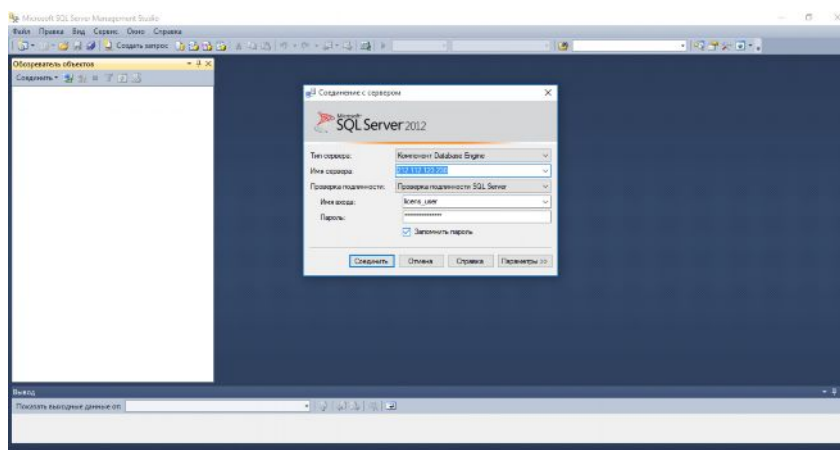 Microsoft SQL Server Management Studio
Файл Правка Вид Сервис Окно Справка
Создать запрос
Обозреватель объектов
Соединить
Соединение с сервером
Microsoft
SQL Server 2012
Тип сервера: Компонент Database Engine
Имя сервера:
Проверка подлинности: Проверка подлинности SQL Server
Имя входа: licens_user
Пароль:
Запомнить пароль
Соединить Отмена Справка Параметры >>
Вывод
Показать выходные данные от: